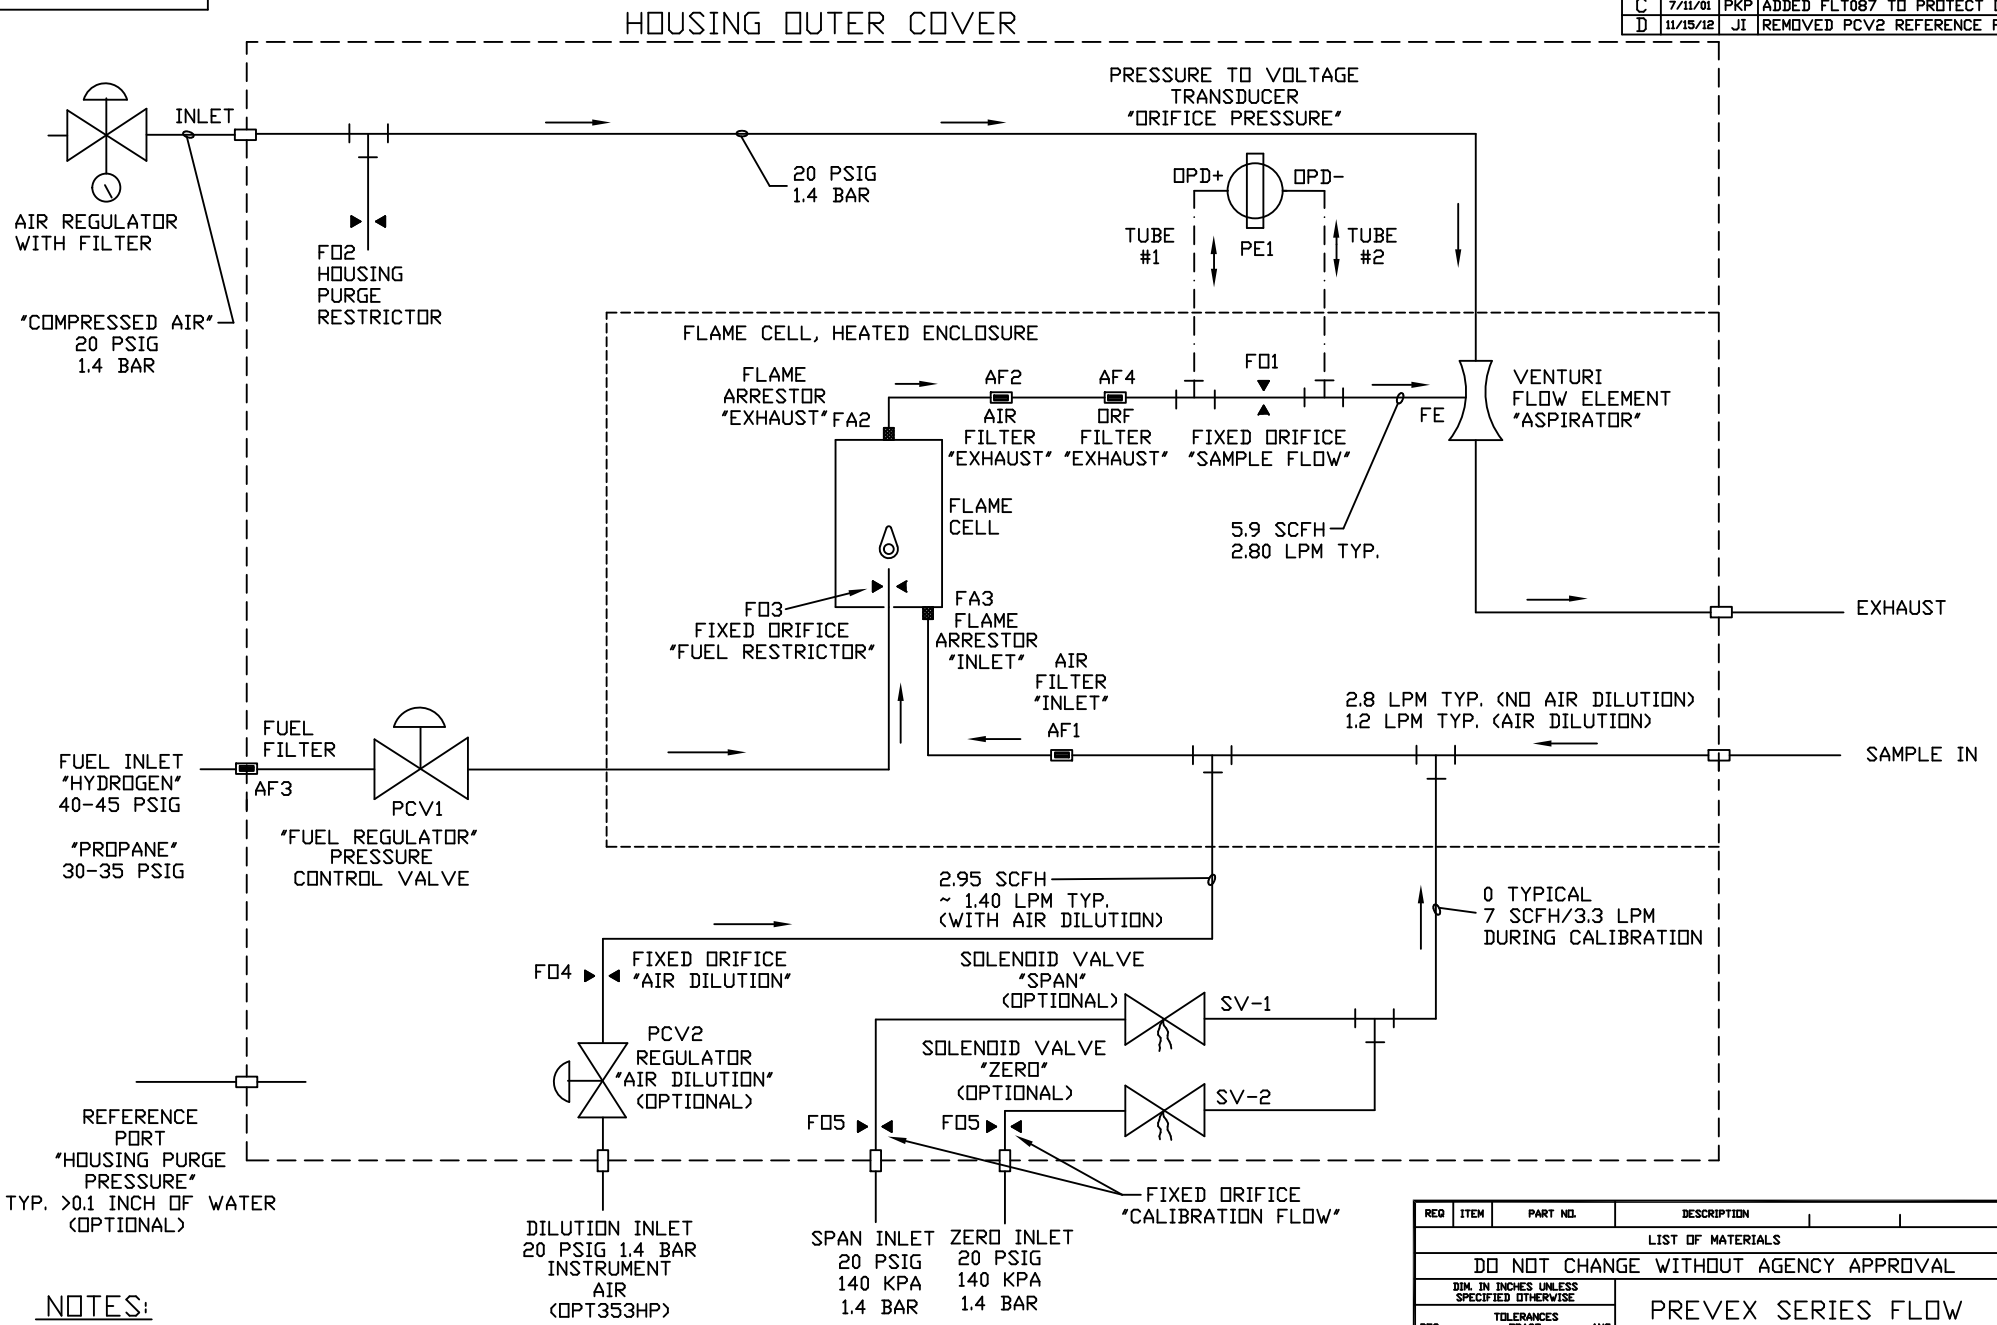 HOUSING OUTER COVER
C 7/11/01 PKP ADDED FLT087 TO PROTECT
D 11/15/12 JI REMOVED PCV2 REFERENCE
INLET
AIR REGULATOR
WITH FILTER
"COMPRESSED AIR"
20 PSIG
1.4 BAR
FO2
HOUSING
PURGE
RESTRICTOR
20 PSIG
1.4 BAR
PRESSURE TO VOLTAGE
TRANSDUCER
"ORIFICE PRESSURE"
OPD+
OPD-
TUBE
#1
PE1
TUBE
#2
FLAME CELL, HEATED ENCLOSURE
FLAME
ARRESTOR
"EXHAUST"
FA2
AF2
AIR
FILTER
"EXHAUST"
AF4
ORF
FILTER
"EXHAUST"
FO1
FIXED ORIFICE
"SAMPLE FLOW"
FE
VENTURI
FLOW ELEMENT
"ASPIRATOR"
5.9 SCFH
2.80 LPM TYP.
FLAME
CELL
FO3
FIXED ORIFICE
"FUEL RESTRICTOR"
FA3
FLAME
ARRESTOR
"INLET"
AIR
FILTER
"INLET"
AF1
EXHAUST
2.8 LPM TYP. (NO AIR DILUTION)
1.2 LPM TYP. (AIR DILUTION)
SAMPLE IN
FUEL INLET
"HYDROGEN"
40-45 PSIG
"PROPANE"
30-35 PSIG
FUEL
FILTER
AF3
PCV1
"FUEL REGULATOR"
PRESSURE
CONTROL VALVE
2.95 SCFH
~ 1.40 LPM TYP.
(WITH AIR DILUTION)
0 TYPICAL
7 SCFH/3.3 LPM
DURING CALIBRATION
FO4
FIXED ORIFICE
"AIR DILUTION"
SOLENOID VALVE
"SPAN"
(OPTIONAL)
SV-1
PCV2
REGULATOR
"AIR DILUTION"
(OPTIONAL)
SOLENOID VALVE
"ZERO"
(OPTIONAL)
SV-2
FO5
FO5
REFERENCE
PORT
"HOUSING PURGE
PRESSURE"
TYP. >0.1 INCH OF WATER
(OPTIONAL)
DILUTION INLET
20 PSIG 1.4 BAR
INSTRUMENT
AIR
(OPT353HP)
SPAN INLET
20 PSIG
140 KPA
1.4 BAR
ZERO INLET
20 PSIG
140 KPA
1.4 BAR
FIXED ORIFICE
"CALIBRATION FLOW"
NOTES:
REQ ITEM PART NO. DESCRIPTION
LIST OF MATERIALS
DO NOT CHANGE WITHOUT AGENCY APPROVAL
DIM. IN INCHES UNLESS
SPECIFIED OTHERWISE
TOLERANCES
PREVEX SERIES FLOW